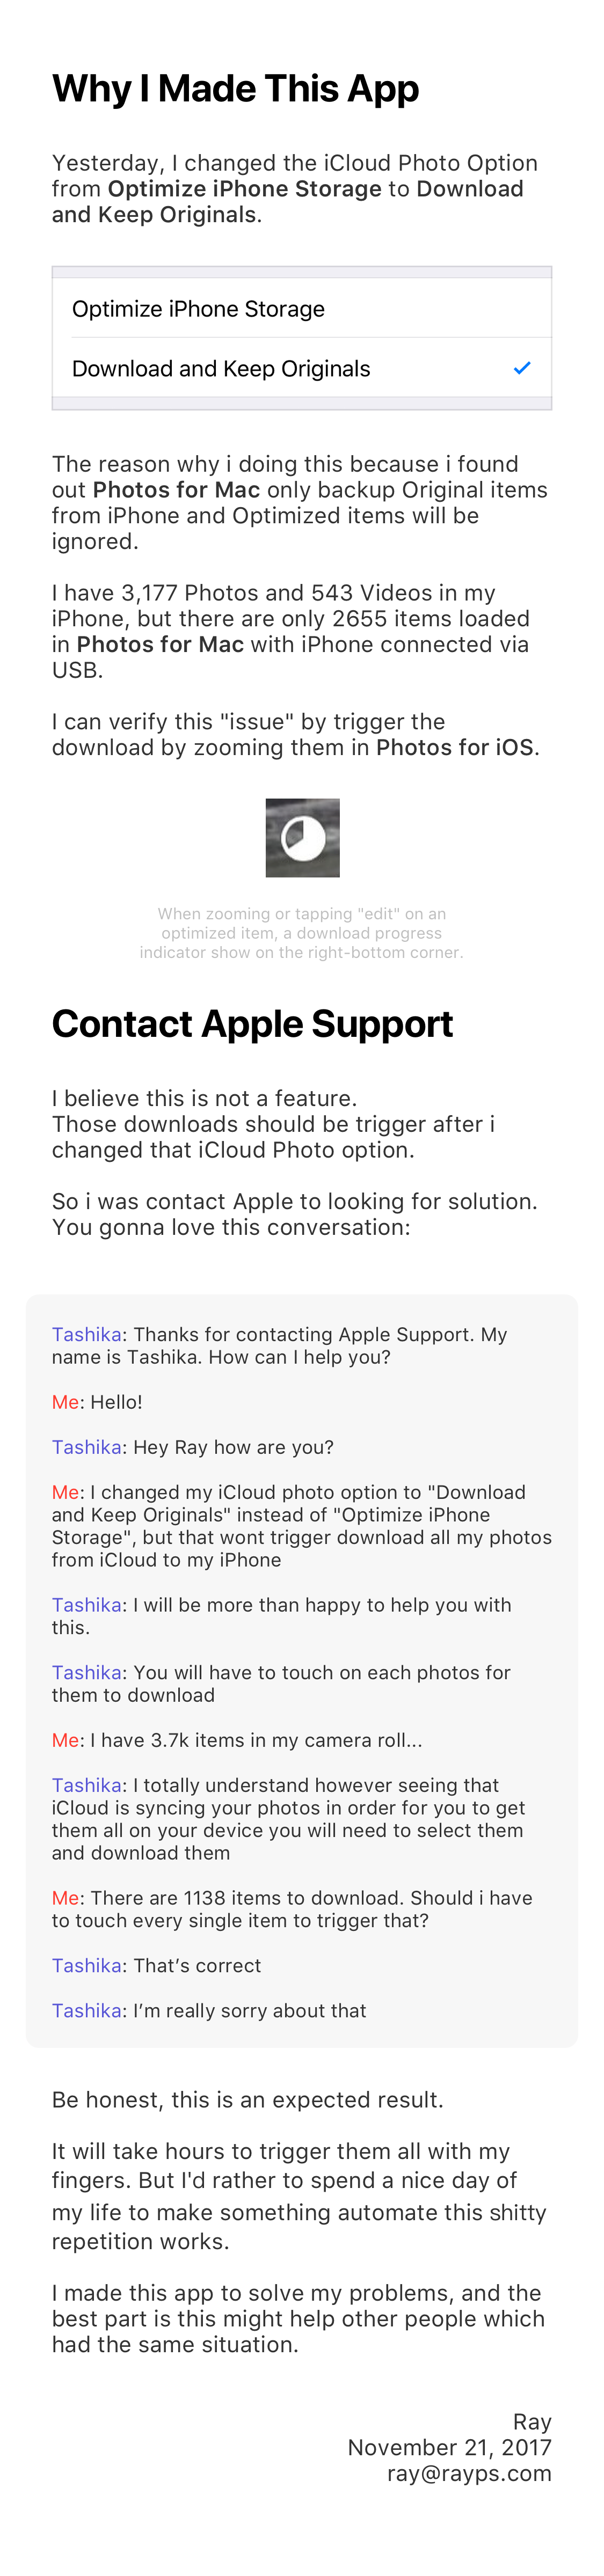 Why I Made This App
Yesterday, I changed the iCloud Photo Option
from Optimize iPhone Storage to Download
and Keep Originals.
Optimize iPhone Storage
Download and Keep Originals
The reason why i doing this because i found
out Photos for Mac only backup Original items
from iPhone and Optimized items will be
ignored.
I have 3,177 Photos and 543 Videos in my
iPhone, but there are only 2655 items loaded
in Photos for Mac with iPhone connected via
USB.
I can verify this "issue" by trigger the
download by zooming them in Photos for iOS.
When zooming or tapping "edit" on an
optimized item, a download progress
indicator show on the right-bottom corner.
Contact Apple Support
I believe this is not a feature.
Those downloads should be trigger after i
changed that iCloud Photo option.
So i was contact Apple to looking for solution.
You gonna love this conversation:
Tashika: Thanks for contacting Apple Support. My
name is Tashika. How can I help you?
Me: Hello!
Tashika: Hey Ray how are you?
Me: I changed my iCloud photo option to "Download
and Keep Originals" instead of "Optimize iPhone
Storage", but that wont trigger download all my photos
from iCloud to my iPhone
Tashika: I will be more than happy to help you with
this.
Tashika: You will have to touch on each photos for
them to download
Me: I have 3.7k items in my camera roll...
Tashika: I totally understand however seeing that
iCloud is syncing your photos in order for you to get
them all on your device you will need to select them
and download them
Me: There are 1138 items to download. Should i have
to touch every single item to trigger that?
Tashika: That’s correct
Tashika: I’m really sorry about that
Be honest, this is an expected result.
It will take hours to trigger them all with my
fingers. But I'd rather to spend a nice day of
my life to make something automate this shitty
repetition works.
I made this app to solve my problems, and the
best part is this might help other people which
had the same situation.
Ray
November 21, 2017
ray@rayps.com